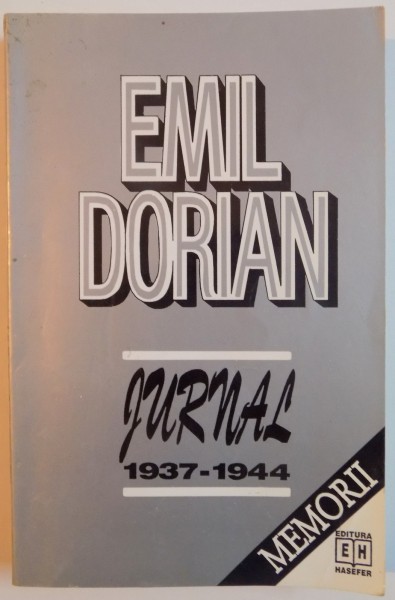 EMIL
DORIAN
JURNAL
1937-1944
MEMORII
EDITURA
EH
HASEFER